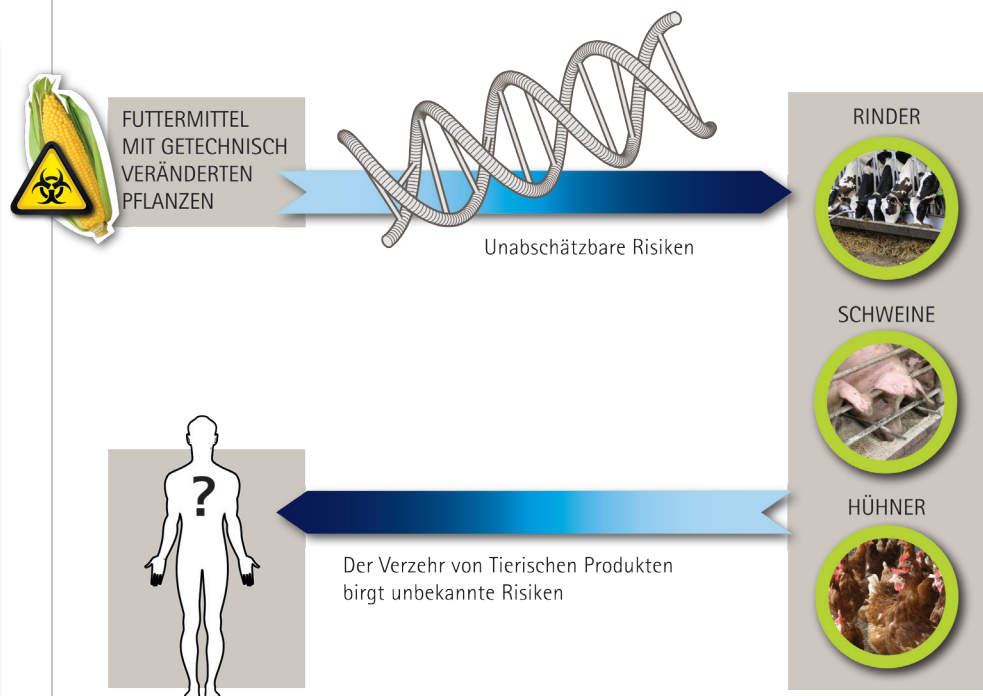 FUTTERMITTEL
MIT GETECHNISCH
VERÄNDERTEN
PFLANZEN
Unabschätzbare Risiken
RINDER
SCHWEINE
HÜHNER
?
Der Verzehr von Tierischen Produkten
birgt unbekannte Risiken